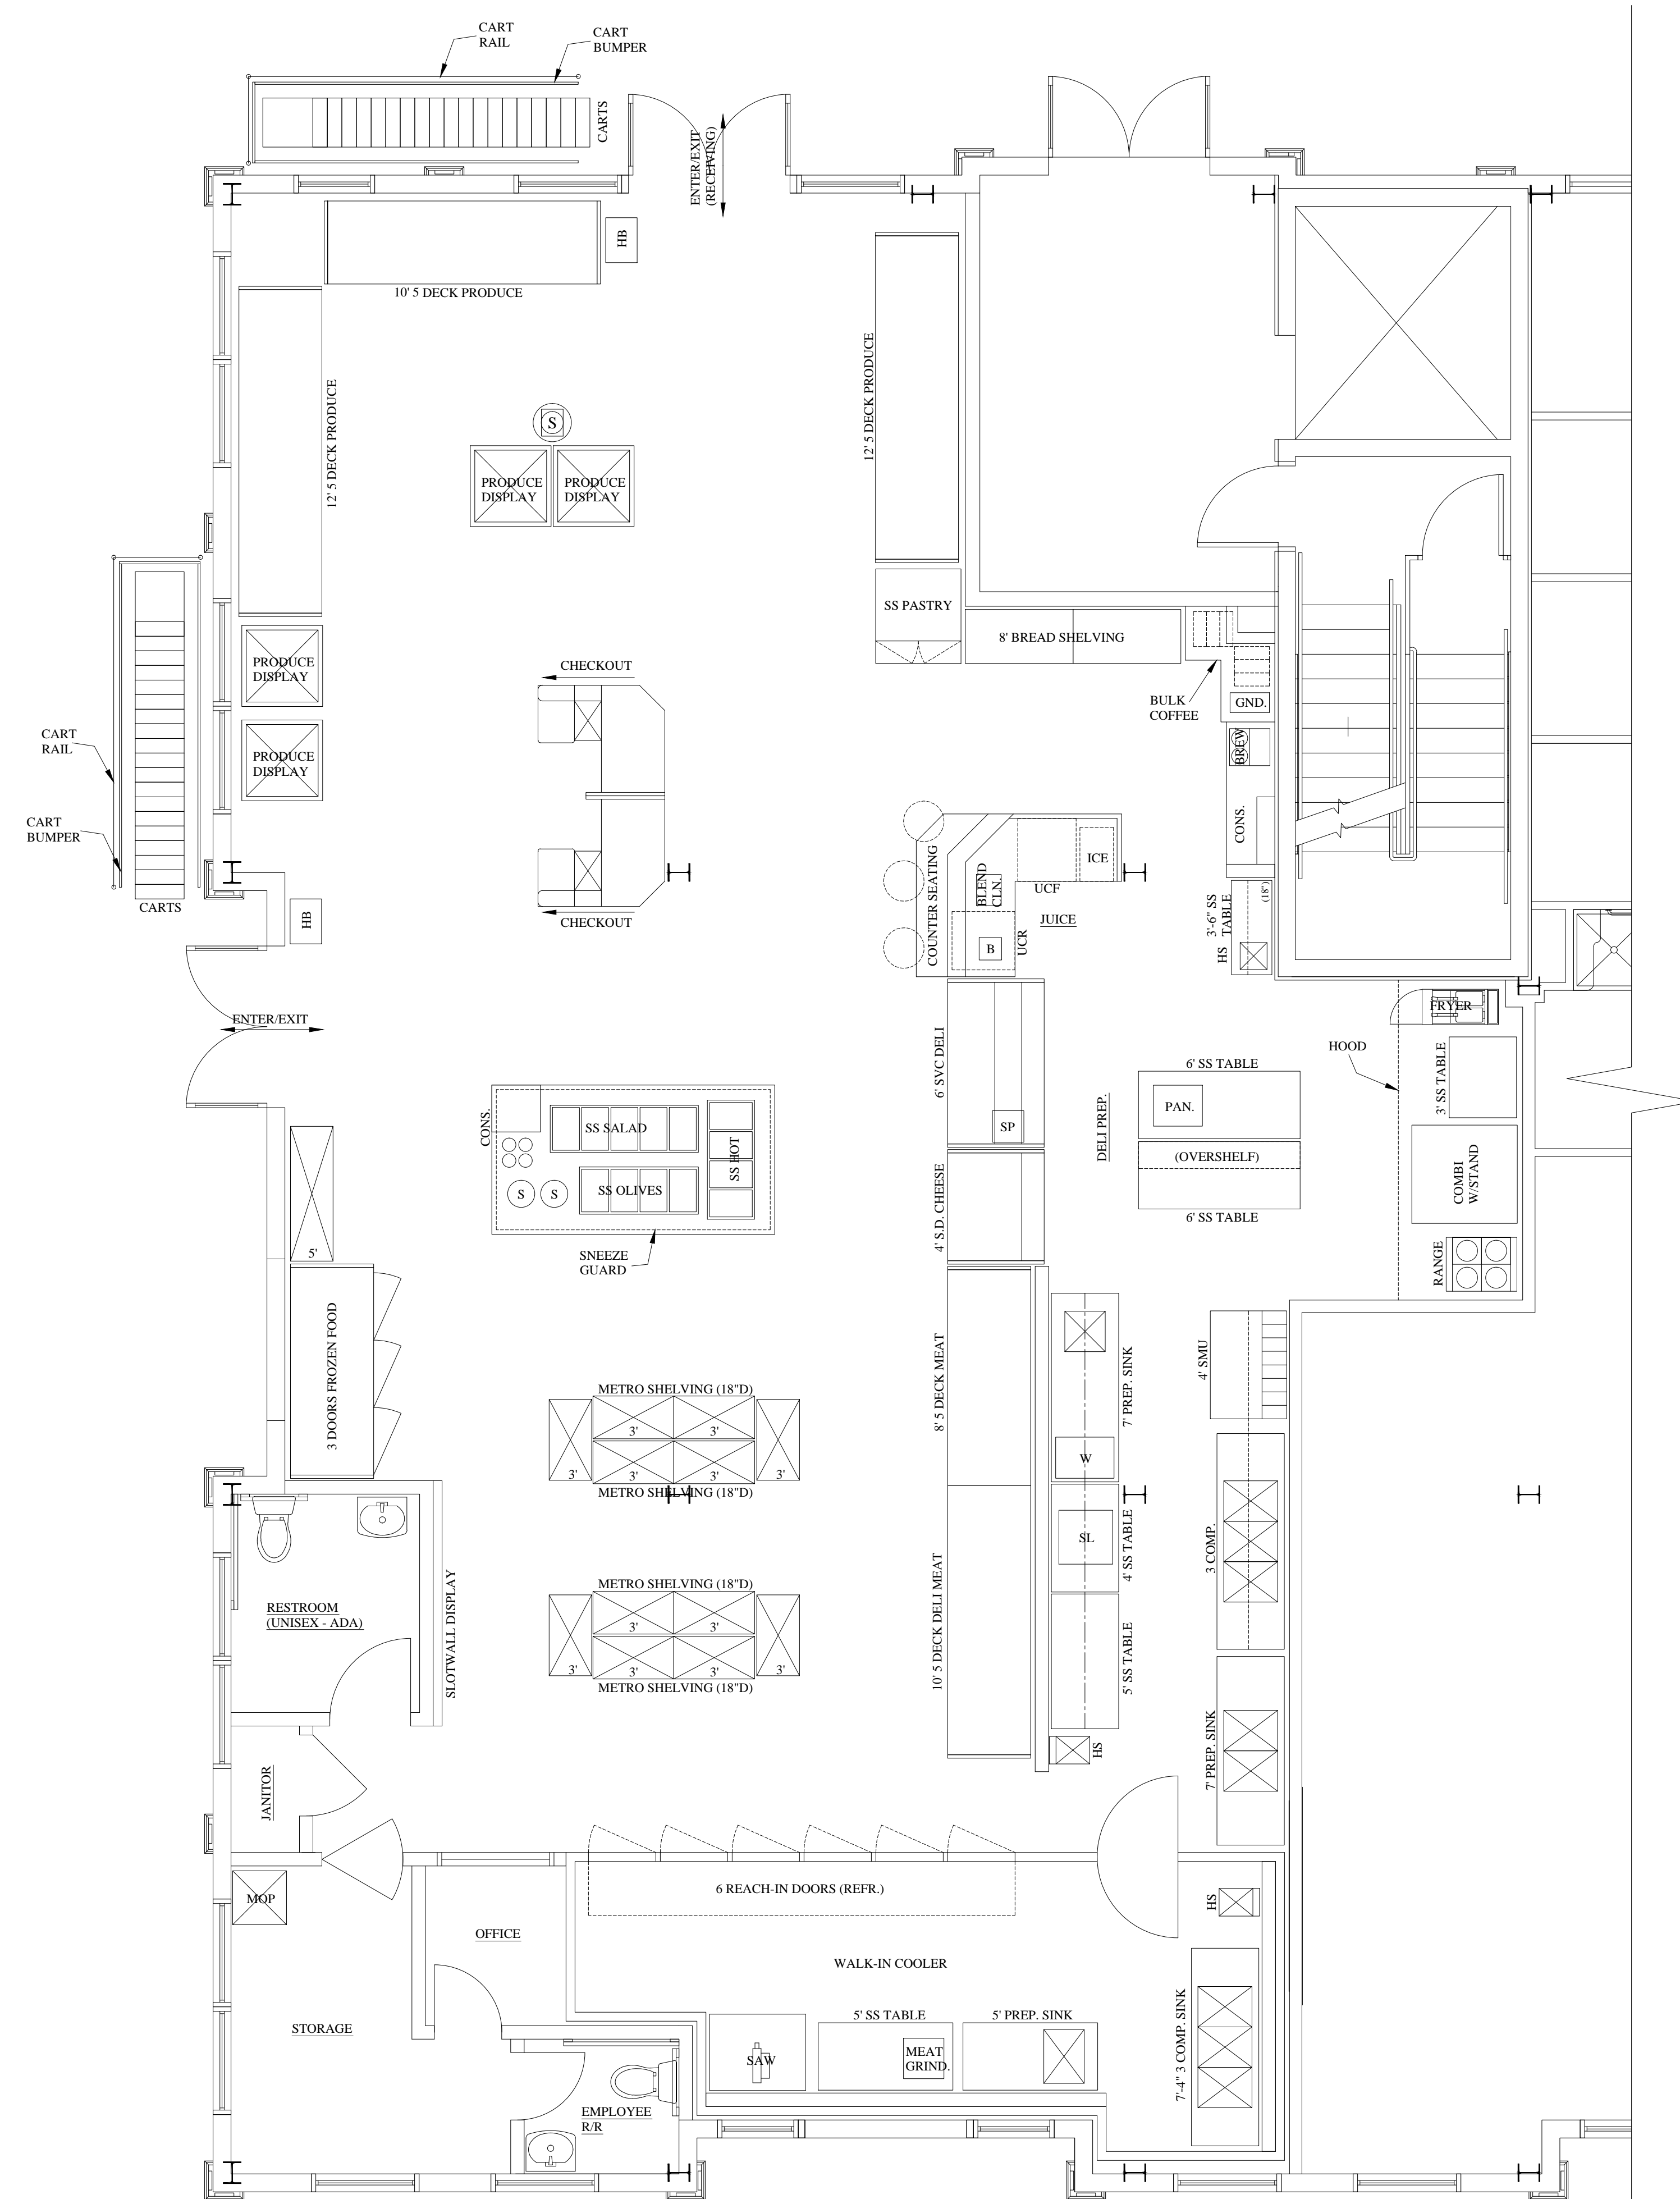 CART
RAIL
CART
BUMPER
CARTS
ENTER/EXIT
(RECEIVING)
HB
10' 5 DECK PRODUCE
12' 5 DECK PRODUCE
12' 5 DECK PRODUCE
S
PRODUCE
DISPLAY
PRODUCE
DISPLAY
SS PASTRY
8' BREAD SHELVING
PRODUCE
DISPLAY
PRODUCE
DISPLAY
CHECKOUT
BULK
COFFEE
GND.
BREW
CONS.
CART
RAIL
CART
BUMPER
CARTS
HB
CHECKOUT
COUNTER SEATING
BLEND
CLN.
ICE
UCF
JUICE
B
UCR
3'-6" SS
TABLE
(18")
HS
ENTER/EXIT
FRYER
HOOD
3' SS TABLE
6' SVC DELI
SP
DELI PREP.
6' SS TABLE
PAN.
(OVERSHELF)
6' SS TABLE
COMBI
W/STAND
RANGE
CONS.
SS SALAD
SS HOT
SS OLIVES
S
S
SNEEZE
GUARD
4' S.D. CHEESE
5'
3 DOORS FROZEN FOOD
METRO SHELVING (18"D)
3'
3'
3'
3'
3'
3'
METRO SHELVING (18"D)
8' 5 DECK MEAT
7' PREP. SINK
W
4' SMU
SL
4' SS TABLE
3 COMP.
RESTROOM
(UNISEX - ADA)
SLOTWALL DISPLAY
METRO SHELVING (18"D)
3'
3'
3'
3'
3'
3'
METRO SHELVING (18"D)
10' 5 DECK DELI MEAT
5' SS TABLE
HS
7' PREP. SINK
JANITOR
MOP
OFFICE
6 REACH-IN DOORS (REFR.)
HS
WALK-IN COOLER
STORAGE
5' SS TABLE
5' PREP. SINK
SAW
MEAT
GRIND.
7'-4" 3 COMP. SINK
EMPLOYEE
R/R